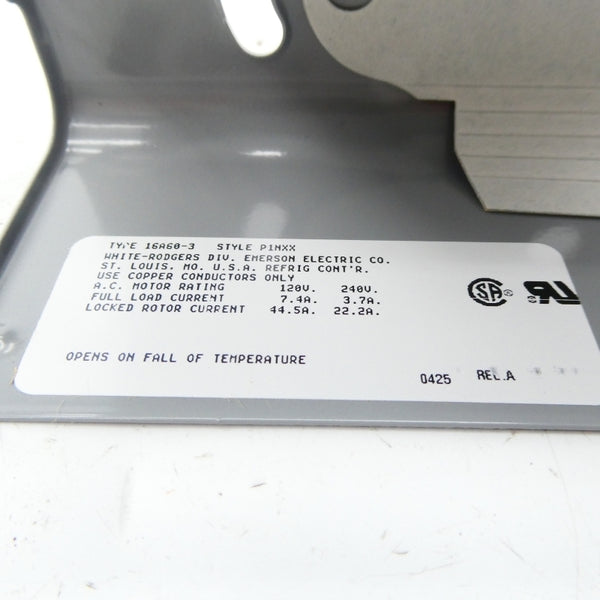 TYPE 16A60-3 STYLE P1NXX
WHITE-RODGERS DIV. EMERSON ELECTRIC CO.
ST. LOUIS, MO. U.S.A. REFRIG CONT'R.
USE COPPER CONDUCTORS ONLY
A.C. MOTOR RATING 120V. 240V.
FULL LOAD CURRENT 7.4A. 3.7A.
LOCKED ROTOR CURRENT 44.5A. 22.2A.
SA ®
OPENS ON FALL OF TEMPERATURE
0425 REL.A